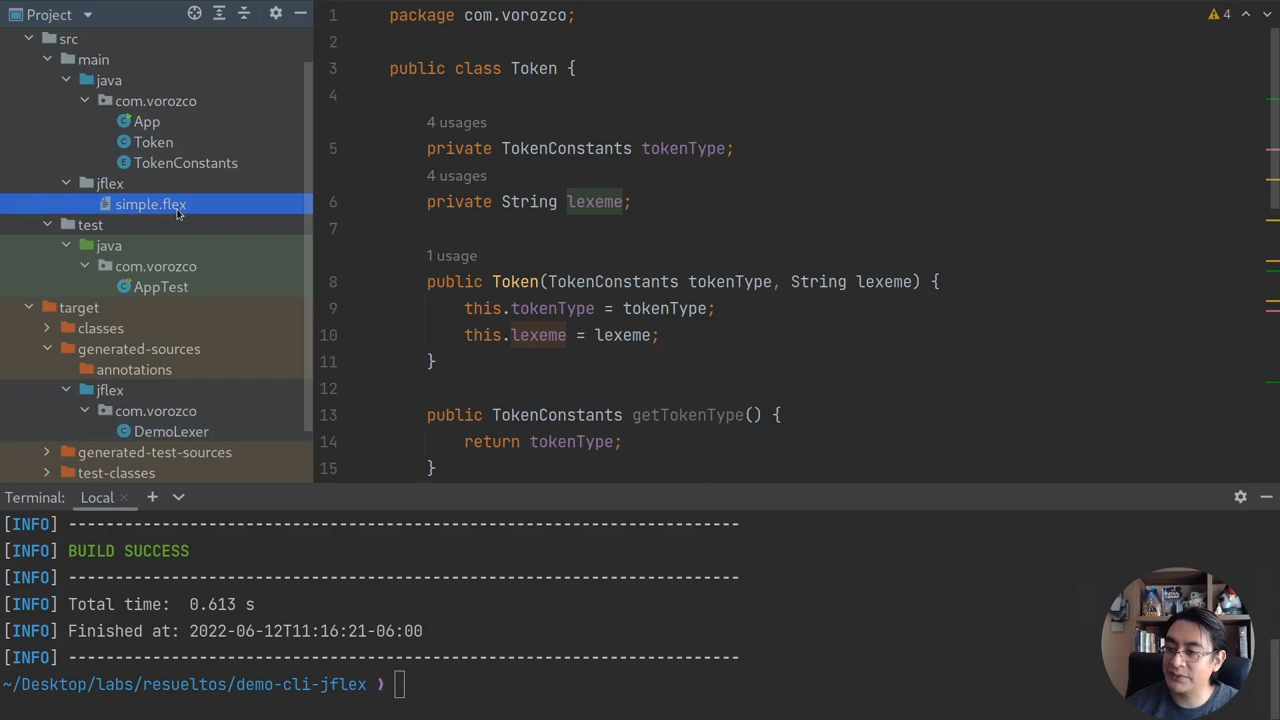 Project
src
main
java
com.vorozco
App
Token
TokenConstants
jflex
simple.flex
test
java
com.vorozco
AppTest
target
classes
generated-sources
annotations
jflex
com.vorozco
DemoLexer
generated-test-sources
test-classes
4
1 package com.vorozco;
2
3 public class Token {
4
4 usages
5 private TokenConstants tokenType;
4 usages
6 private String lexeme;
7
1 usage
8 public Token(TokenConstants tokenType, String lexeme) {
9 this.tokenType = tokenType;
10 this.lexeme = lexeme;
11 }
12
13 public TokenConstants getTokenType() {
14 return tokenType;
15 }
Terminal: Local
[INFO] ------------------------------------------------------------------------
[INFO] BUILD SUCCESS
[INFO] ------------------------------------------------------------------------
[INFO] Total time:  0.613 s
[INFO] Finished at: 2022-06-12T11:16:21-06:00
[INFO] ------------------------------------------------------------------------
~/Desktop/labs/resueltos/demo-cli-jflex ❯